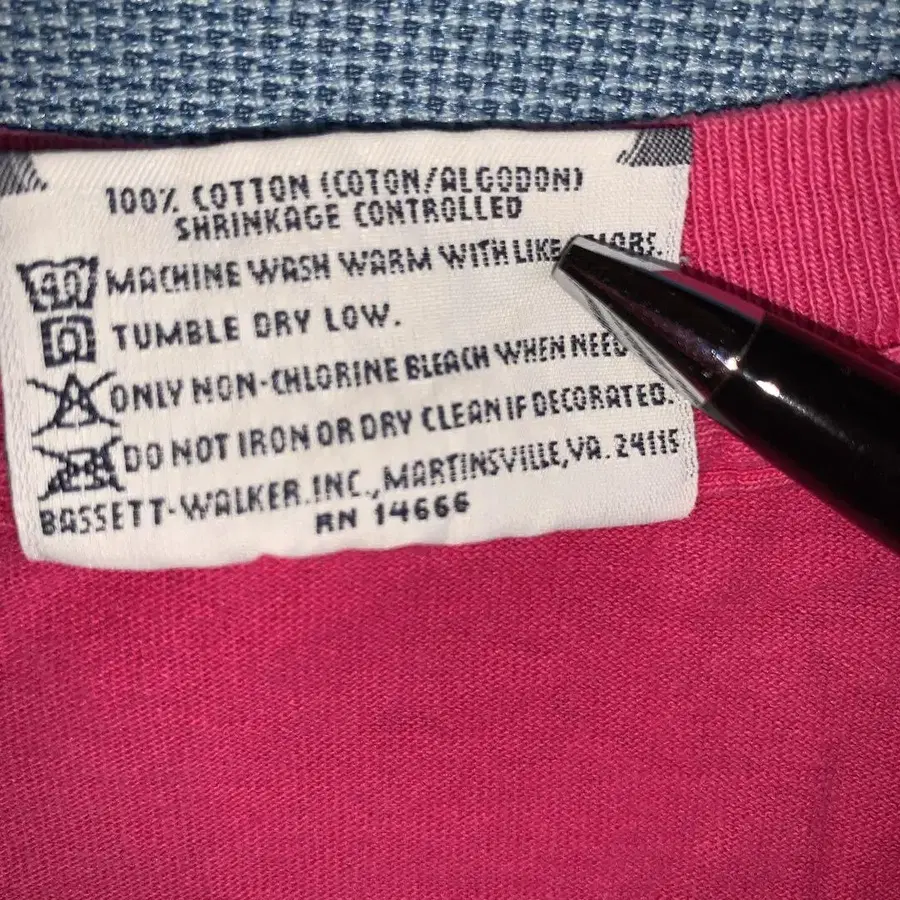 100% COTTON (COTON/ALGODON)
SHRINKAGE CONTROLLED
40 MACHINE WASH WARM WITH LIKE
TUMBLE DRY LOW.
ONLY NON-CHLORINE BLEACH WHEN
DO NOT IRON OR DRY CLEAN IF DECORATED.
BASSETT-WALKER.INC.,MARTINSVILLE,VA. 24115
RN 14666